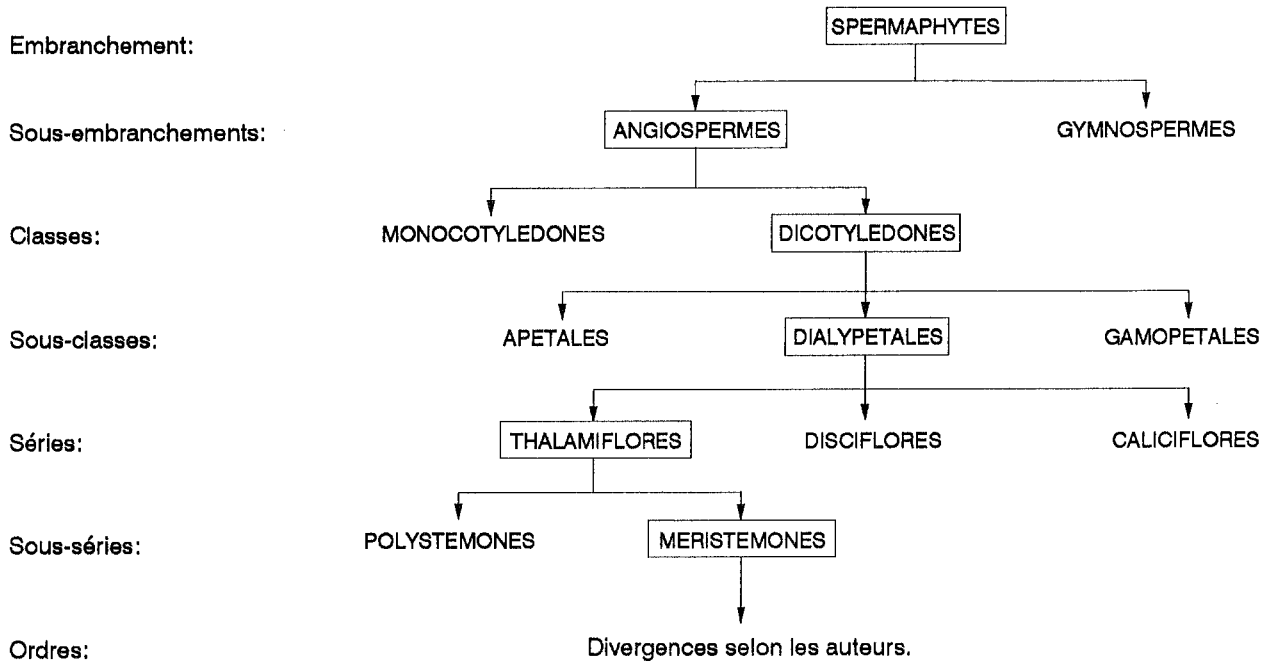 Embranchement: SPERMAPHYTES
Sous-embranchements: ANGIOSPERMES GYMNOSPERMES
Classes: MONOCOTYLEDONES DICOTYLEDONES
Sous-classes: APETALES DIALYPETALES GAMOPETALES
Séries: THALAMIFLORES DISCIFLORES CALICIFLORES
Sous-séries: POLYSTEMONES MERISTEMONES
Ordres: Divergences selon les auteurs.